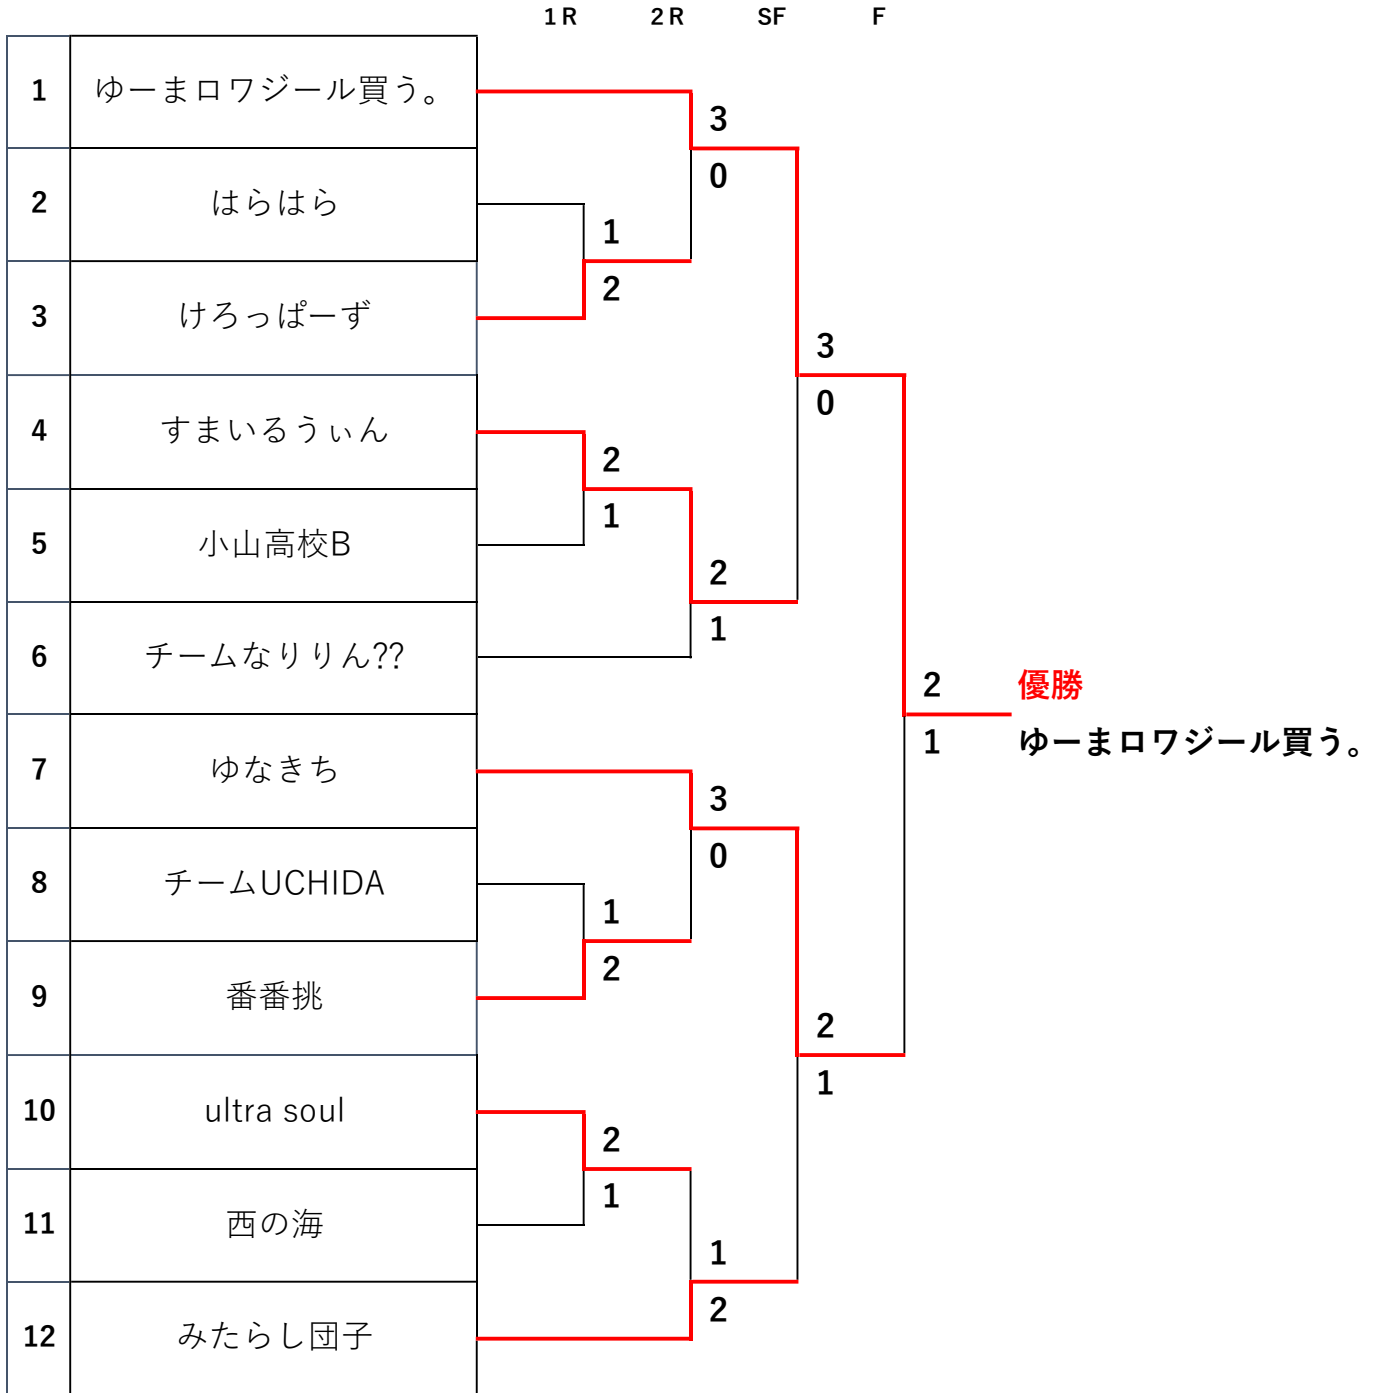 1R 2R SF F
1 ゆーまロワジール買う。
3
0
2 はらはら
1
2
3 けろっぱーず
3
0
4 すまいるうぃん
2
1
5 小山高校B
2
1
6 チームなりりん??
2 優勝
1 ゆーまロワジール買う。
7 ゆなきち
3
0
8 チームUCHIDA
1
2
9 番番挑
2
1
10 ultra soul
2
1
11 西の海
1
2
12 みたらし団子